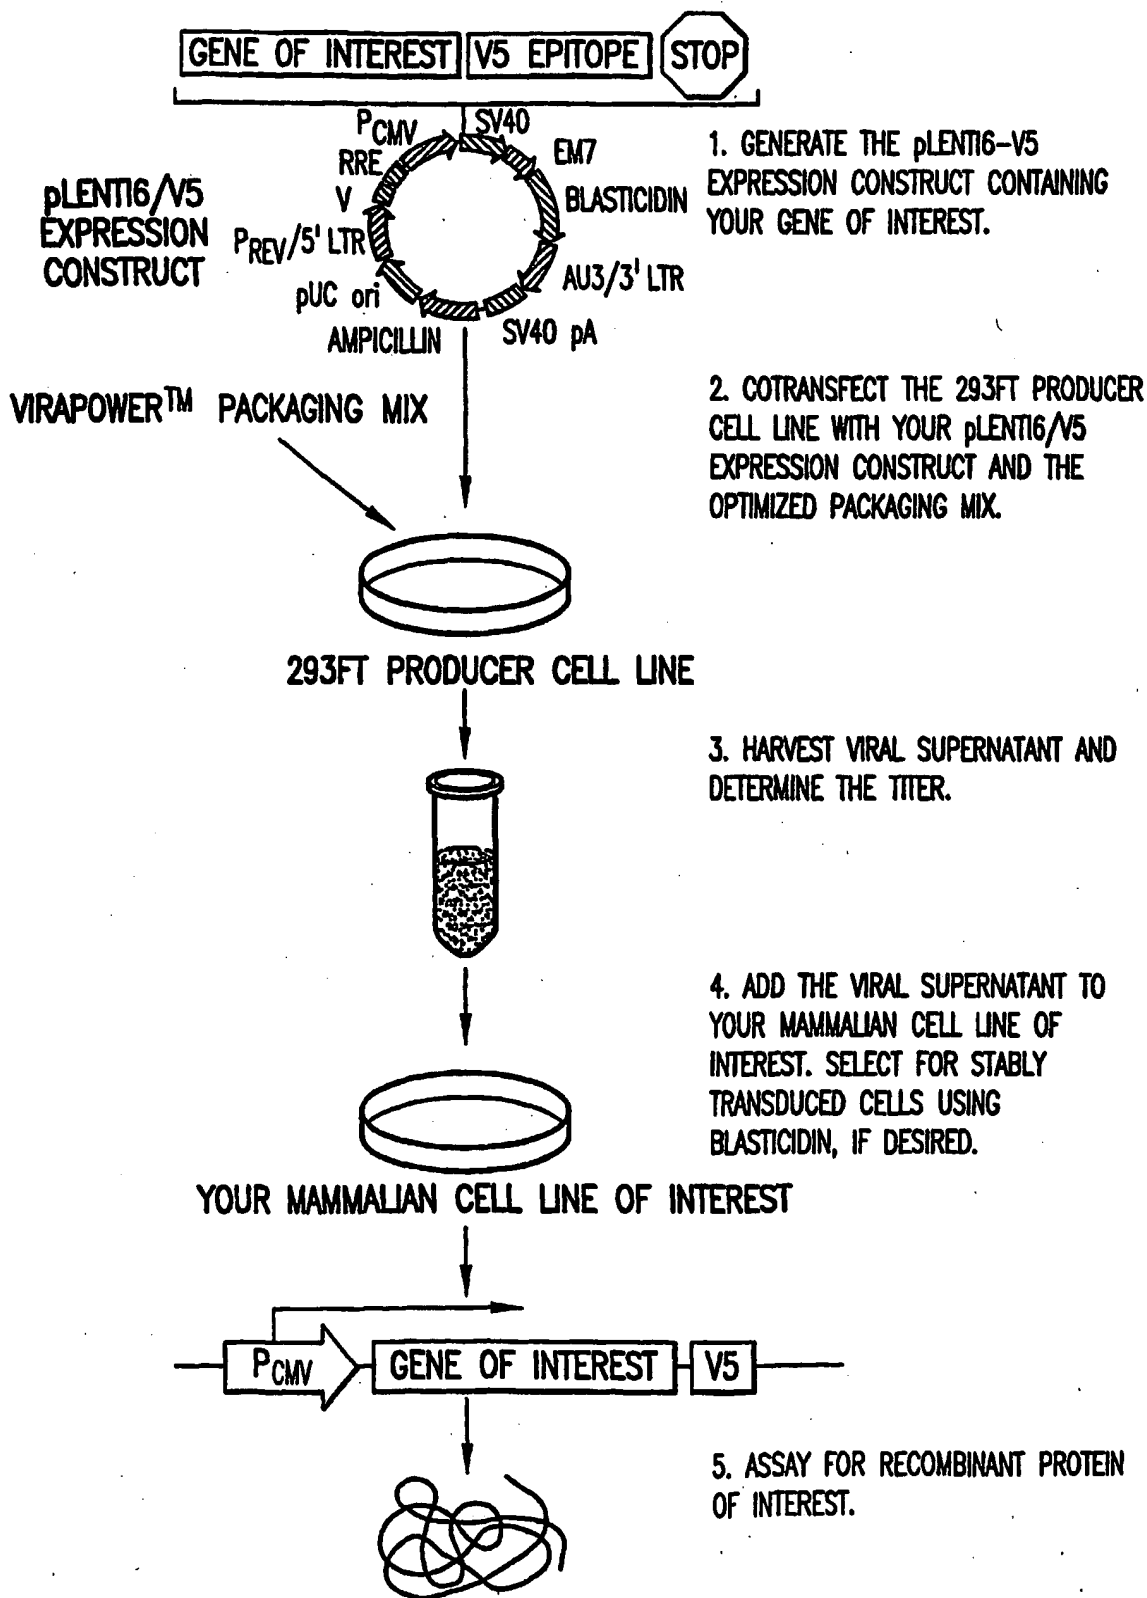 GENE OF INTEREST V5 EPITOPE STOP
PCMV SV40
RRE EM7
V BLASTICIDIN
pLENTI6/V5
EXPRESSION
CONSTRUCT
PREV/5' LTR AU3/3' LTR
pUC ori SV40 pA
AMPICILLIN
1. GENERATE THE pLENTI6-V5
EXPRESSION CONSTRUCT CONTAINING
YOUR GENE OF INTEREST.
VIRAPOWER™ PACKAGING MIX
2. COTRANSFECT THE 293FT PRODUCER
CELL LINE WITH YOUR pLENTI6/V5
EXPRESSION CONSTRUCT AND THE
OPTIMIZED PACKAGING MIX.
293FT PRODUCER CELL LINE
3. HARVEST VIRAL SUPERNATANT AND
DETERMINE THE TITER.
4. ADD THE VIRAL SUPERNATANT TO
YOUR MAMMALIAN CELL LINE OF
INTEREST. SELECT FOR STABLY
TRANSDUCED CELLS USING
BLASTICIDIN, IF DESIRED.
YOUR MAMMALIAN CELL LINE OF INTEREST
PCMV GENE OF INTEREST V5
5. ASSAY FOR RECOMBINANT PROTEIN
OF INTEREST.